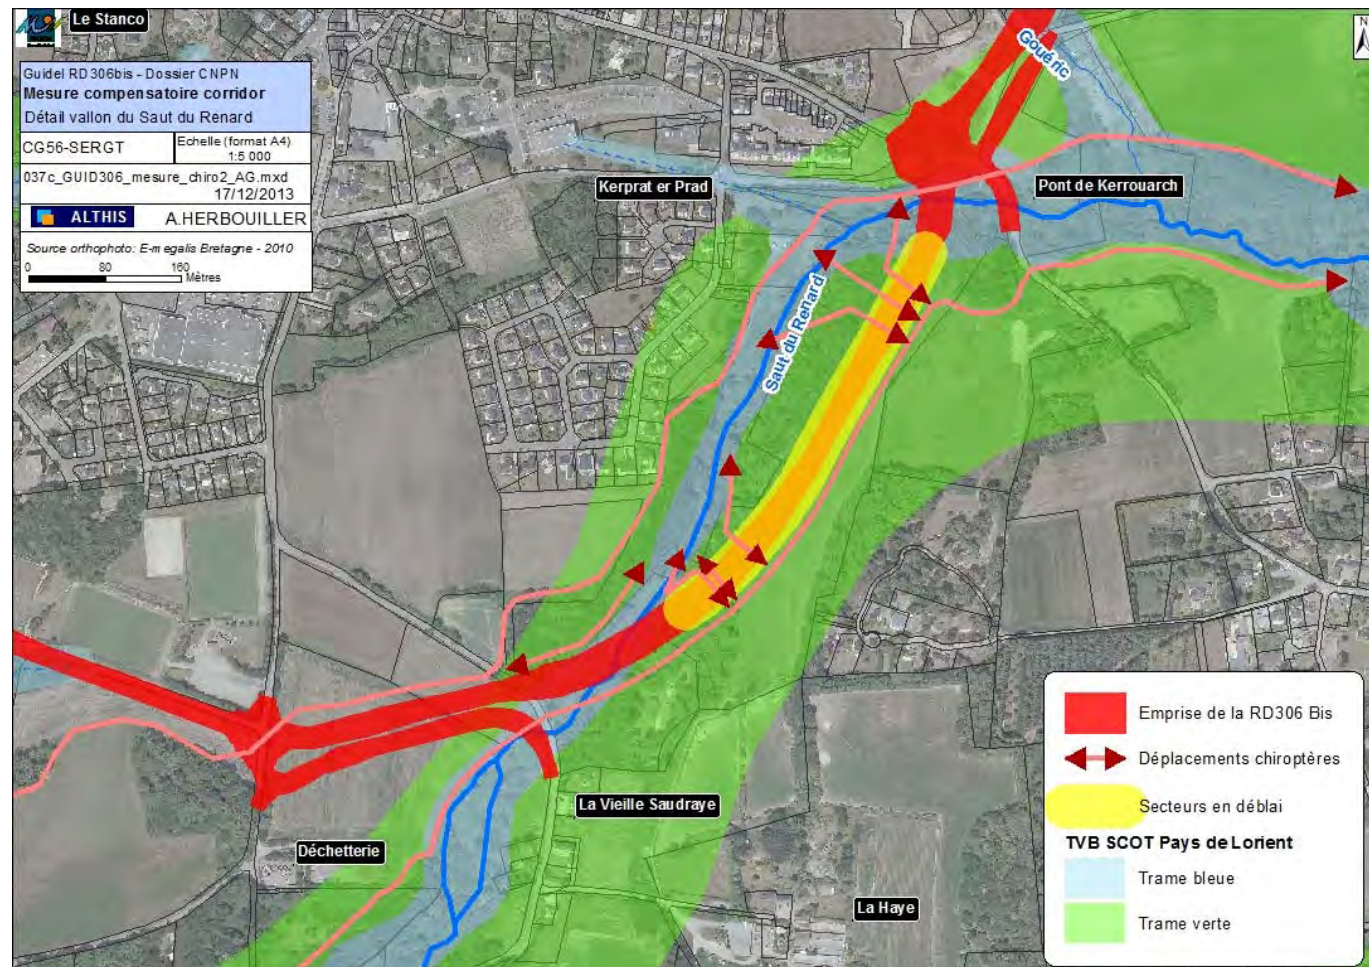 Le Stanco
Guidel RD306bis - Dossier CNPN
Mesure compensatoire corridor
Détail vallon du Saut du Renard
CG56-SERGT
Echelle (format A4)
1:5 000
037c_GUID306_mesure_chiro2_AG.mxd
17/12/2013
ALTHIS
A.HERBOUILLER
Source orthophoto: E-megalis Bretagne - 2010
0 80 160
Mètres
N
Gouéric
Kerprat er Prad
Pont de Kerrouarch
Saut du Renard
La Vieille Saudraye
Déchetterie
La Haye
Emprise de la RD306 Bis
Déplacements chiroptères
Secteurs en déblai
TVB SCOT Pays de Lorient
Trame bleue
Trame verte